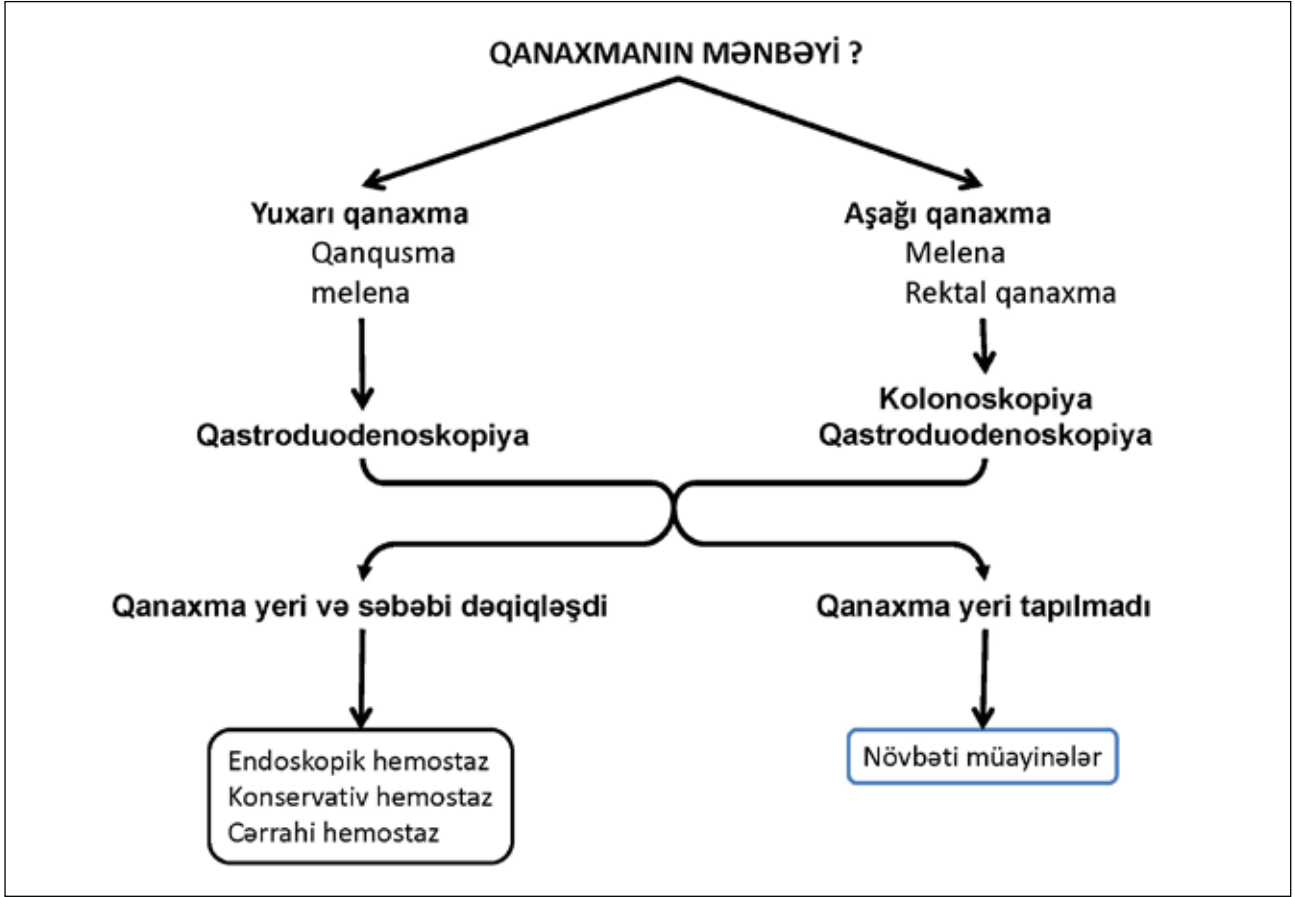 QANAXMANIN MƏNBƏYİ ?
Yuxarı qanaxma
Qanqusma
melena
Aşağı qanaxma
Melena
Rektal qanaxma
Qastroduodenoskopiya
Kolonoskopiya
Qastroduodenoskopiya
Qanaxma yeri və səbəbi dəqiqləşdi
Qanaxma yeri tapılmadı
Endoskopik hemostaz
Konservativ hemostaz
Cərrahi hemostaz
Növbəti müayinələr